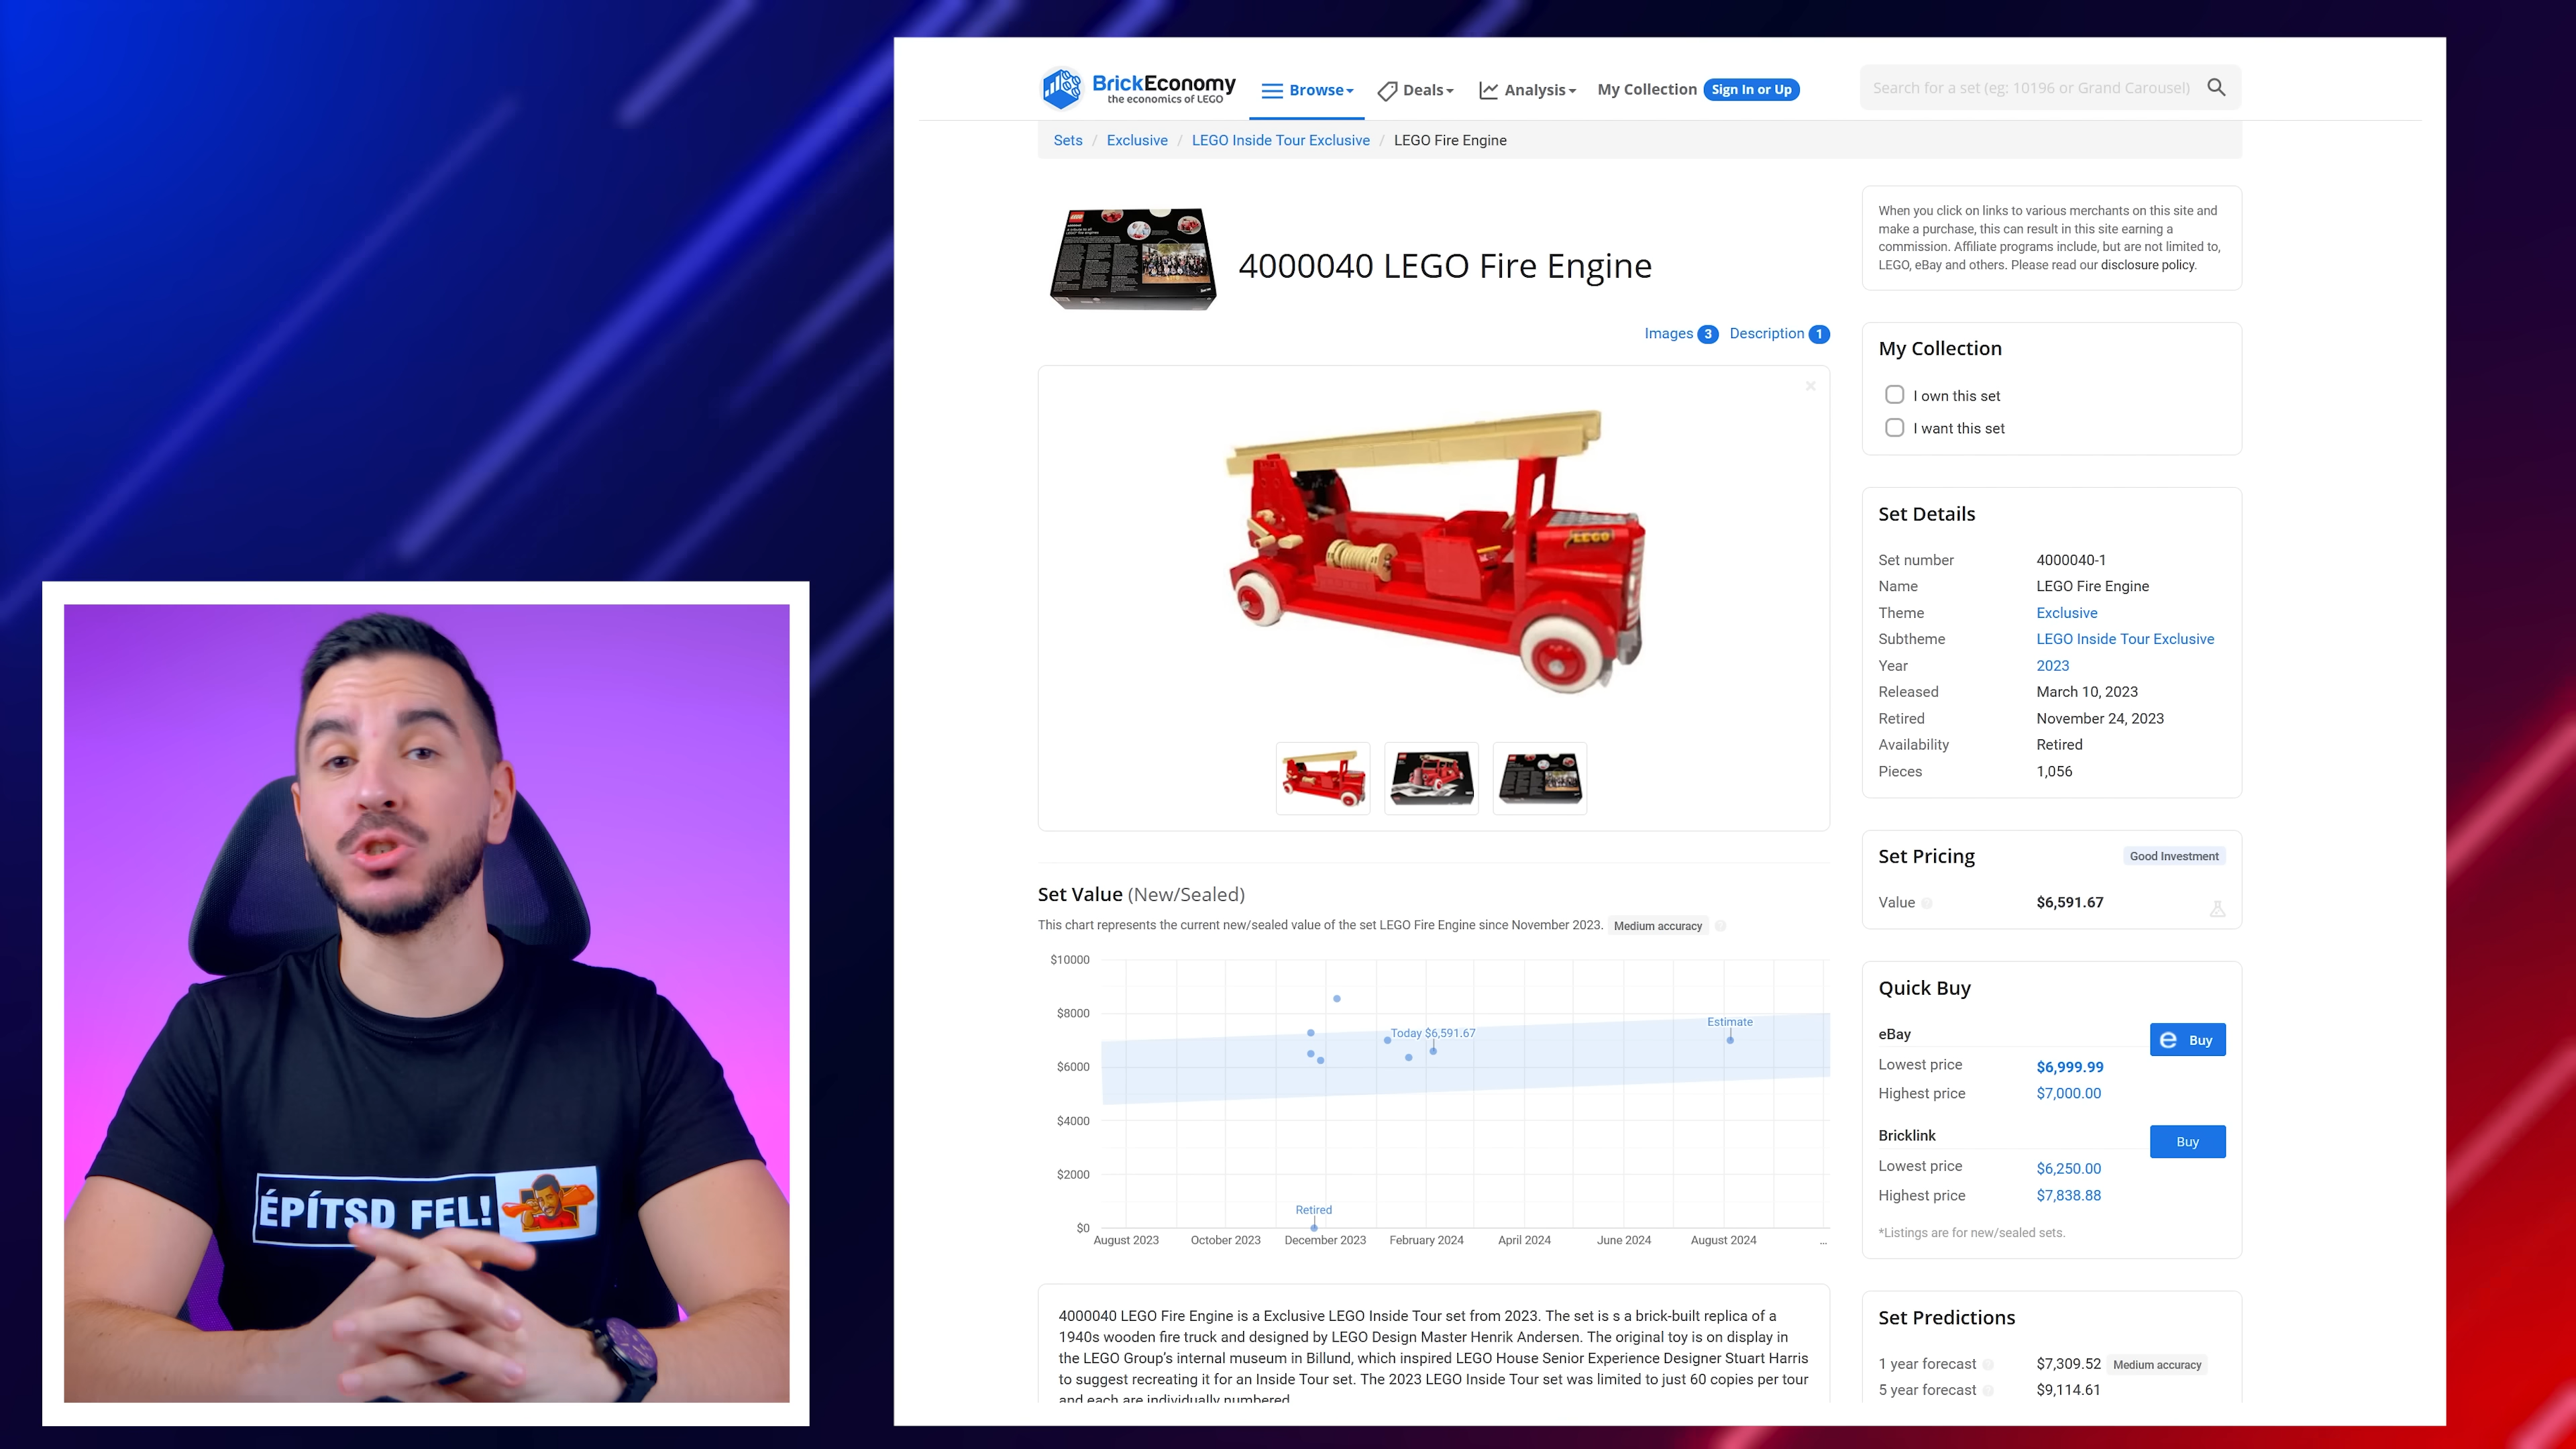 BrickEconomy
the economics of LEGO
Browse
Deals
Analysis
My Collection
Sign In or Up
Search for a set (eg: 10196 or Grand Carousel)
Sets / Exclusive / LEGO Inside Tour Exclusive / LEGO Fire Engine
4000040 LEGO Fire Engine
Images 3
Description 1
LEGO
Set Value (New/Sealed)
This chart represents the current new/sealed value of the set LEGO Fire Engine since November 2023. Medium accuracy
$10000
$8000
$6000
$4000
$2000
$0
Today $6,591.67
Estimate
Retired
August 2023
October 2023
December 2023
February 2024
April 2024
June 2024
August 2024
...
4000040 LEGO Fire Engine is a Exclusive LEGO Inside Tour set from 2023. The set is s a brick-built replica of a
1940s wooden fire truck and designed by LEGO Design Master Henrik Andersen. The original toy is on display in
the LEGO Group's internal museum in Billund, which inspired LEGO House Senior Experience Designer Stuart Harris
to suggest recreating it for an Inside Tour set. The 2023 LEGO Inside Tour set was limited to just 60 copies per tour
and each are individually numbered
When you click on links to various merchants on this site and
make a purchase, this can result in this site earning a
commission. Affiliate programs include, but are not limited to,
LEGO, eBay and others. Please read our disclosure policy.
My Collection
I own this set
I want this set
Set Details
Set number 4000040-1
Name LEGO Fire Engine
Theme Exclusive
Subtheme LEGO Inside Tour Exclusive
Year 2023
Released March 10, 2023
Retired November 24, 2023
Availability Retired
Pieces 1,056
Set Pricing Good Investment
Value $6,591.67
Quick Buy
eBay
e Buy
Lowest price $6,999.99
Highest price $7,000.00
Bricklink
Buy
Lowest price $6,250.00
Highest price $7,838.88
*Listings are for new/sealed sets.
Set Predictions
1 year forecast $7,309.52 Medium accuracy
5 year forecast $9,114.61
ÉPÍTSD FEL!